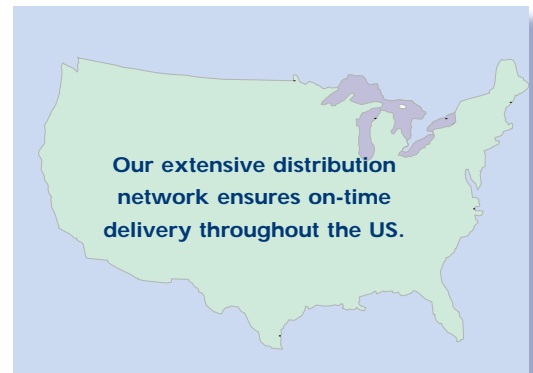 Our extensive distribution
network ensures on-time
delivery throughout the US.